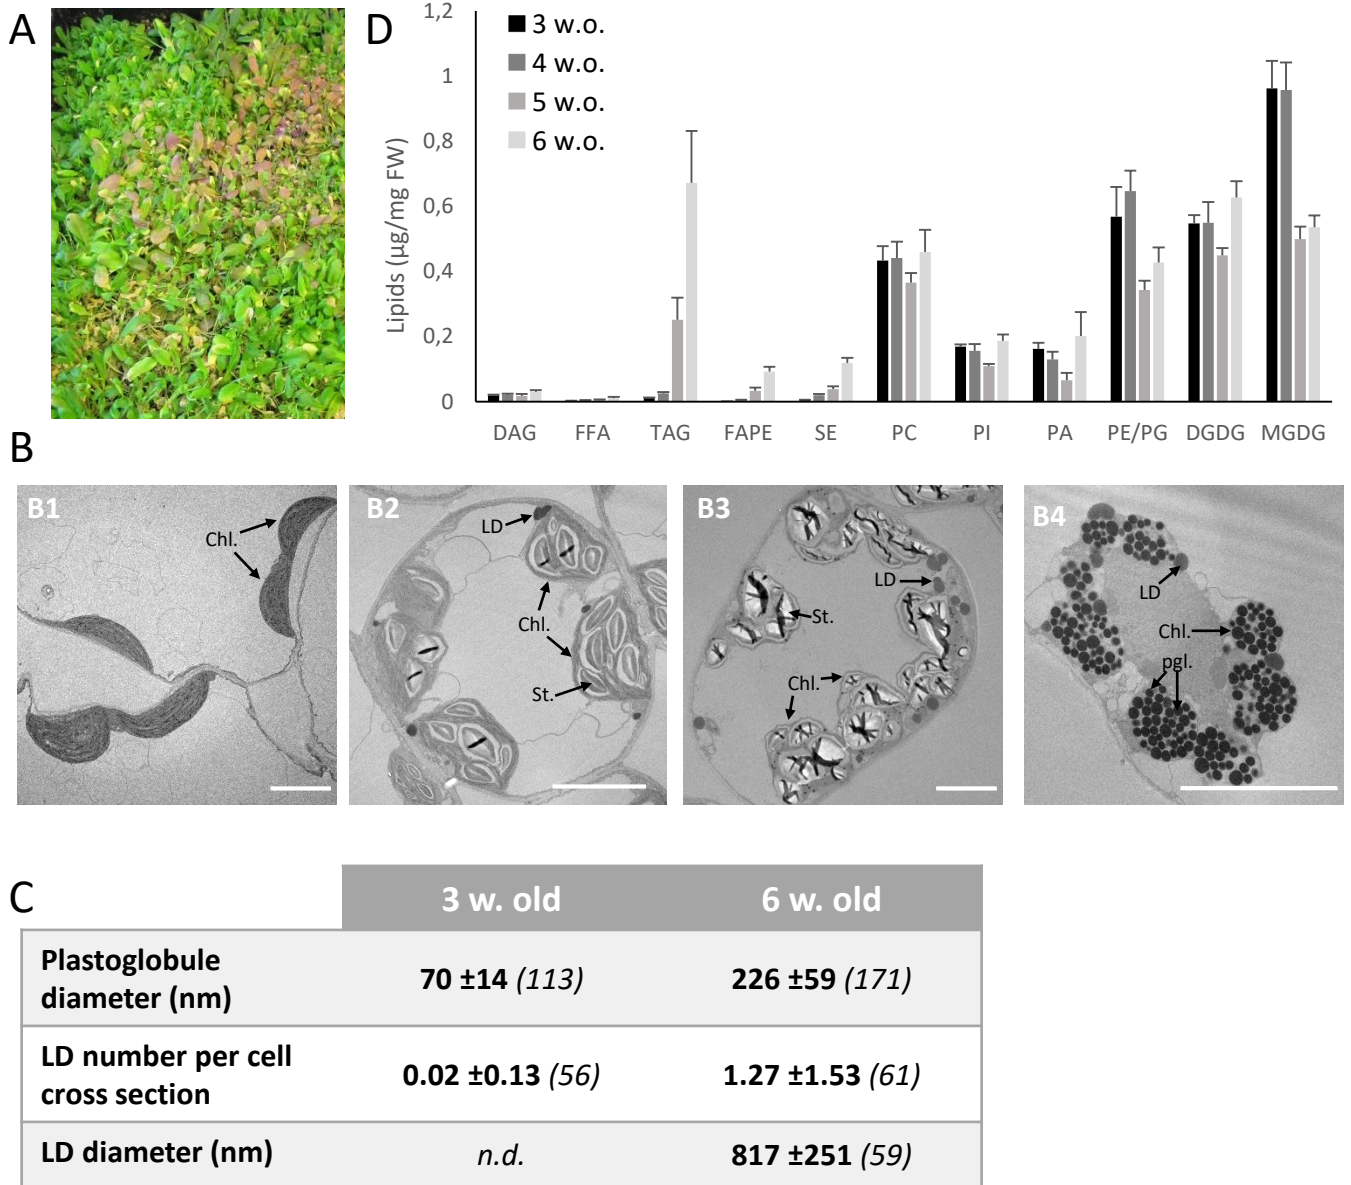 A
D
1,2
1
0,8
0,6
0,4
0,2
0
Lipids (µg/mg FW)
3 w.o.
4 w.o.
5 w.o.
6 w.o.
DAG FFA TAG FAPE SE PC PI PA PE/PG DGDG MGDG
B
B1
Chl.
B2
LD
Chl.
St.
B3
LD
St.
Chl.
B4
LD
Chl.
pgl.
C
3 w. old 6 w. old
Plastoglobule
diameter (nm)
70 ±14 (113) 226 ±59 (171)
LD number per cell
cross section
0.02 ±0.13 (56) 1.27 ±1.53 (61)
LD diameter (nm) n.d. 817 ±251 (59)